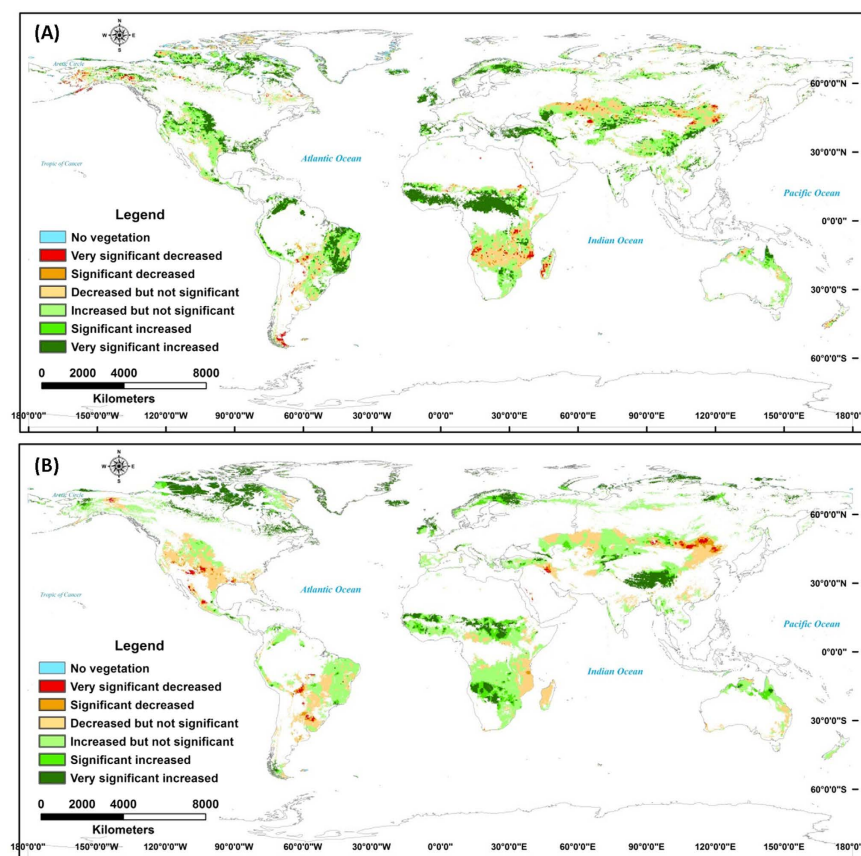 (A)
N
W E
S
Arctic Circle
60°0'0"N
Atlantic Ocean
30°0'0"N
Tropic of Cancer
Pacific Ocean
Legend
No vegetation
0°0'0"
Indian Ocean
Very significant decreased
Significant decreased
Decreased but not significant
30°0'0"S
Increased but not significant
Significant increased
Very significant increased
0 2000 4000 8000
60°0'0"S
Kilometers
180°0'0"W 150°0'0"W 120°0'0"W 90°0'0"W 60°0'0"W 30°0'0"W 0°0'0" 30°0'0"E 60°0'0"E 90°0'0"E 120°0'0"E 150°0'0"E
(B)
N
W E
S
Arctic Circle
60°0'0"N
Atlantic Ocean
30°0'0"N
Tropic of Cancer
Pacific Ocean
Legend
0°0'0"
No vegetation
Indian Ocean
Very significant decreased
Significant decreased
Decreased but not significant
30°0'0"S
Increased but not significant
Significant increased
Very significant increased
0 2000 4000 8000
60°0'0"S
Kilometers
180°0'0"W 150°0'0"W 120°0'0"W 90°0'0"W 60°0'0"W 30°0'0"W 0°0'0" 30°0'0"E 60°0'0"E 90°0'0"E 120°0'0"E 150°0'0"E